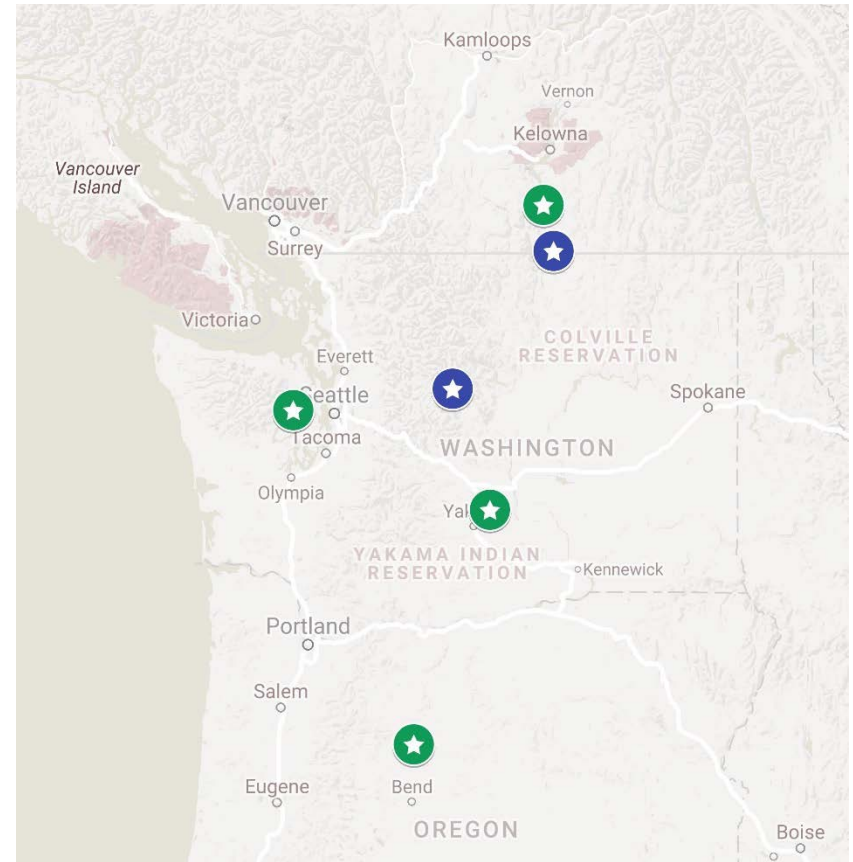 Kamloops
Vernon
Kelowna
Vancouver
Island
Vancouver
Surrey
Victoria
COLVILLE
RESERVATION
Everett
Seattle
Spokane
Tacoma
WASHINGTON
Olympia
Yak
YAKAMA INDIAN
RESERVATION
Kennewick
Portland
Salem
Eugene
Bend
OREGON
Boise